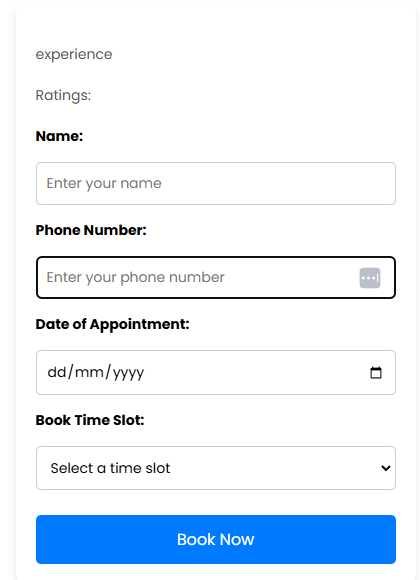 experience
Ratings:
Name:
Enter your name
Phone Number:
Enter your phone number
Date of Appointment:
dd/mm/yyyy
Book Time Slot:
Select a time slot
Book Now